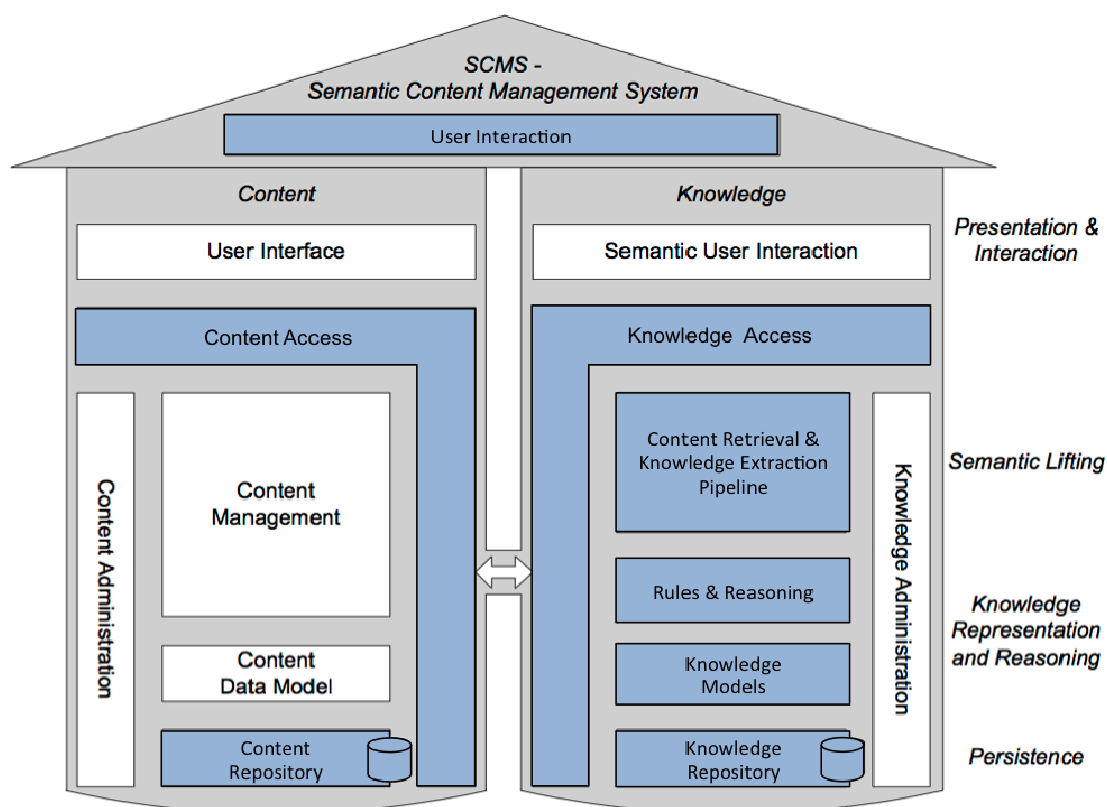 SCMS -
Semantic Content Management System
User Interaction
Content
Knowledge
User Interface
Semantic User Interaction
Presentation &
Interaction
Content Access
Knowledge Access
Content Administration
Content
Management
Content Retrieval &
Knowledge Extraction
Pipeline
Knowledge Administration
Semantic Lifting
Rules & Reasoning
Knowledge
Representation
and Reasoning
Content
Data Model
Knowledge
Models
Content
Repository
Knowledge
Repository
Persistence